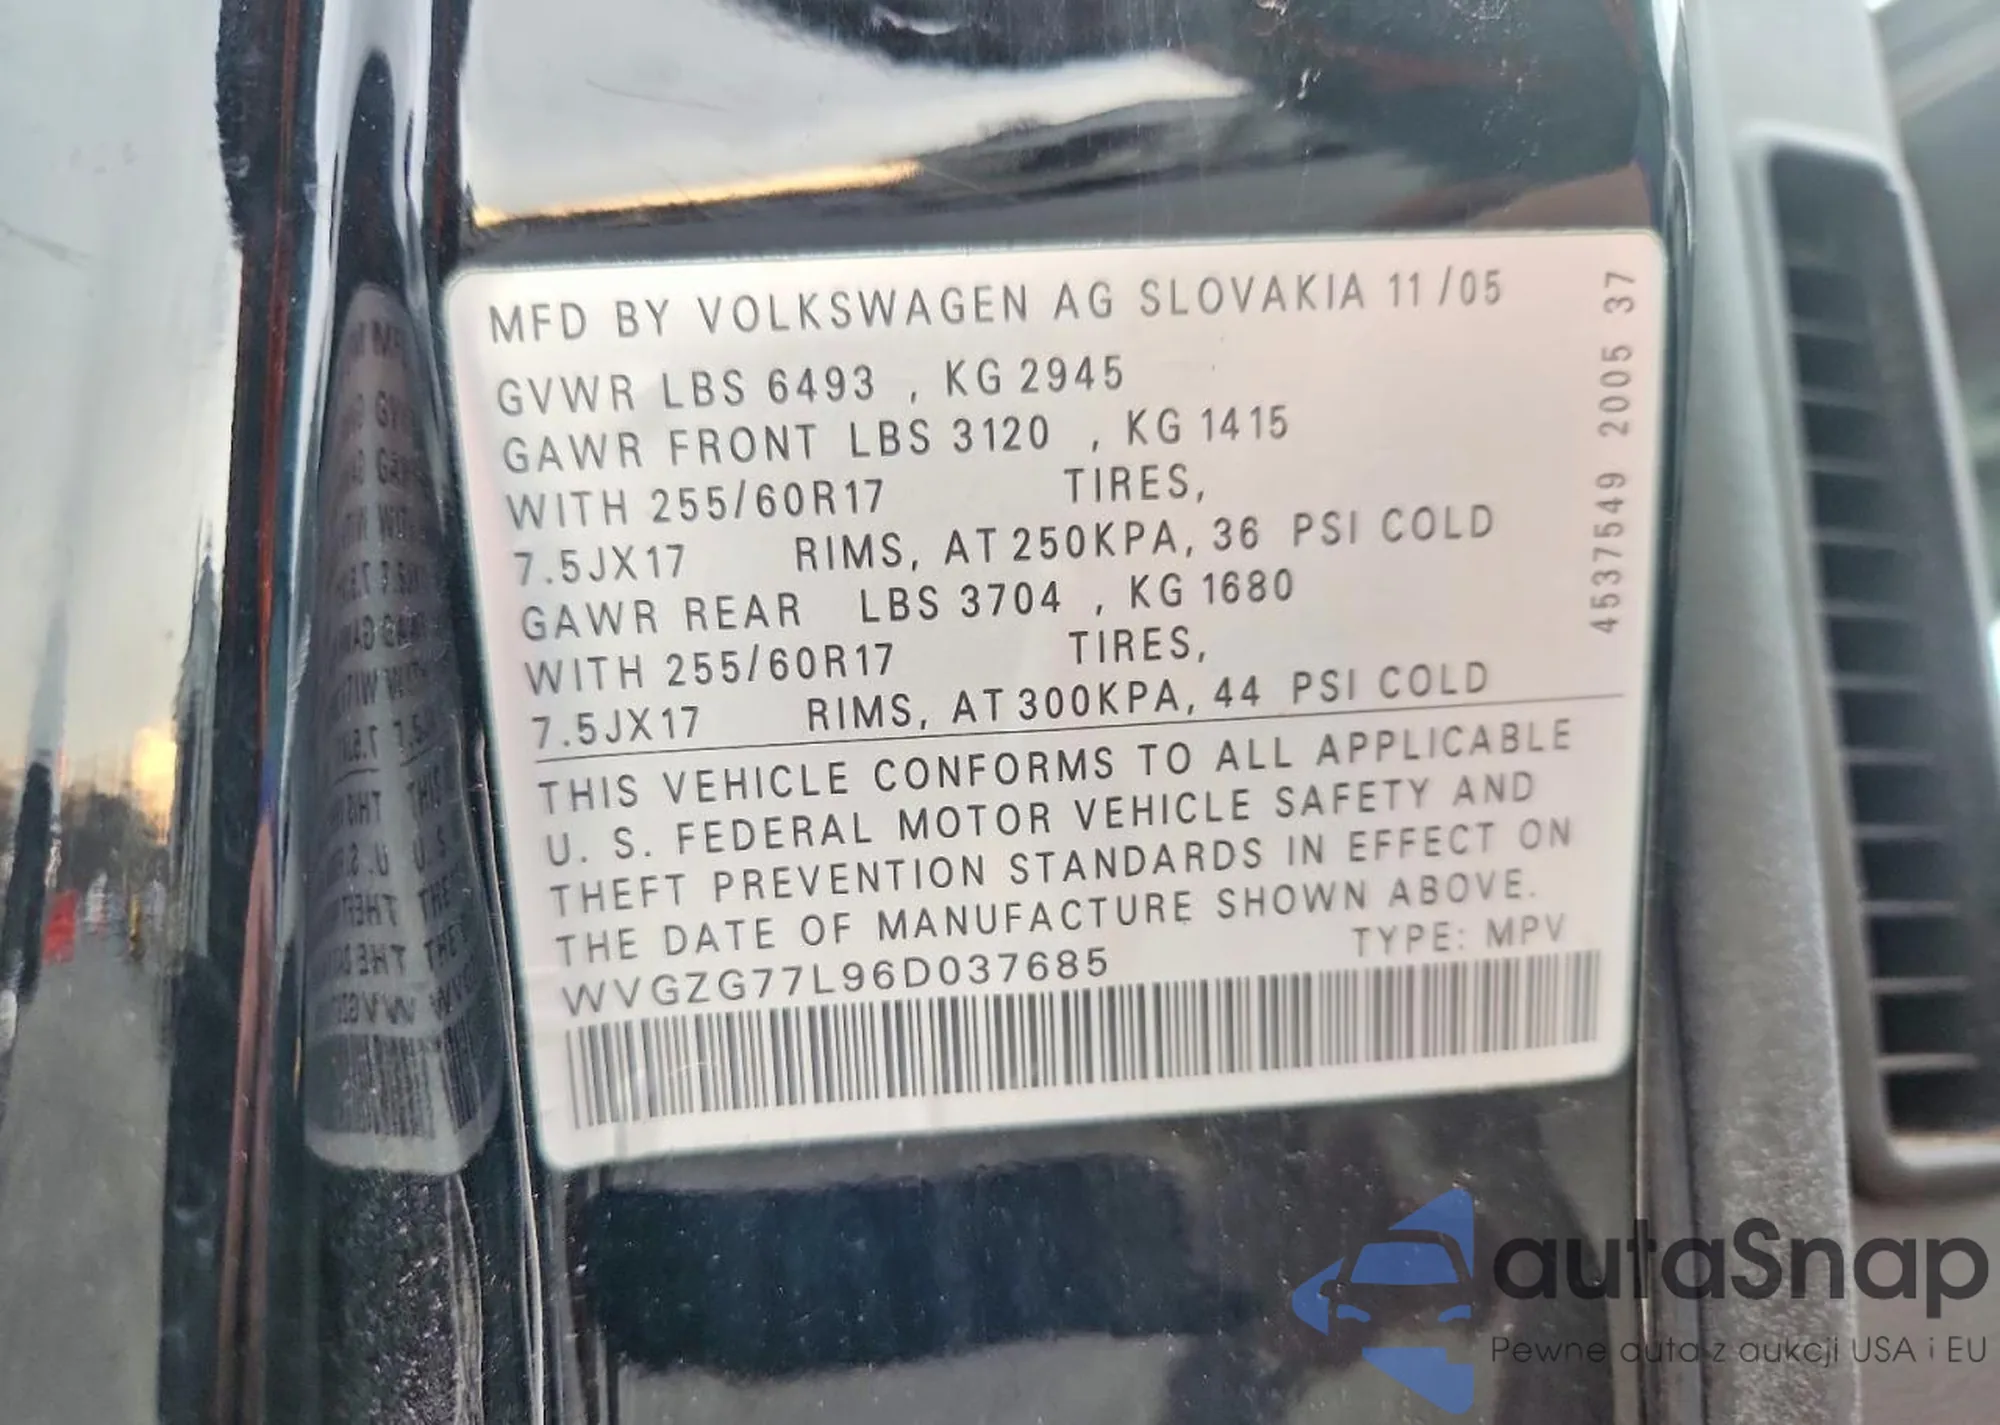 MFD BY VOLKSWAGEN AG SLOVAKIA 11/05
GVWR LBS 6493 , KG 2945
GAWR FRONT LBS 3120 , KG 1415
WITH 255/60R17 TIRES,
7.5JX17 RIMS, AT 250KPA, 36 PSI COLD
GAWR REAR LBS 3704 , KG 1680
WITH 255/60R17 TIRES,
7.5JX17 RIMS, AT 300KPA, 44 PSI COLD
THIS VEHICLE CONFORMS TO ALL APPLICABLE
U. S. FEDERAL MOTOR VEHICLE SAFETY AND
THEFT PREVENTION STANDARDS IN EFFECT ON
THE DATE OF MANUFACTURE SHOWN ABOVE.
TYPE: MPV
WVGZG77L96D037685
4537549 2005 37
autaSnap
Pewne auta z aukcji USA i EU